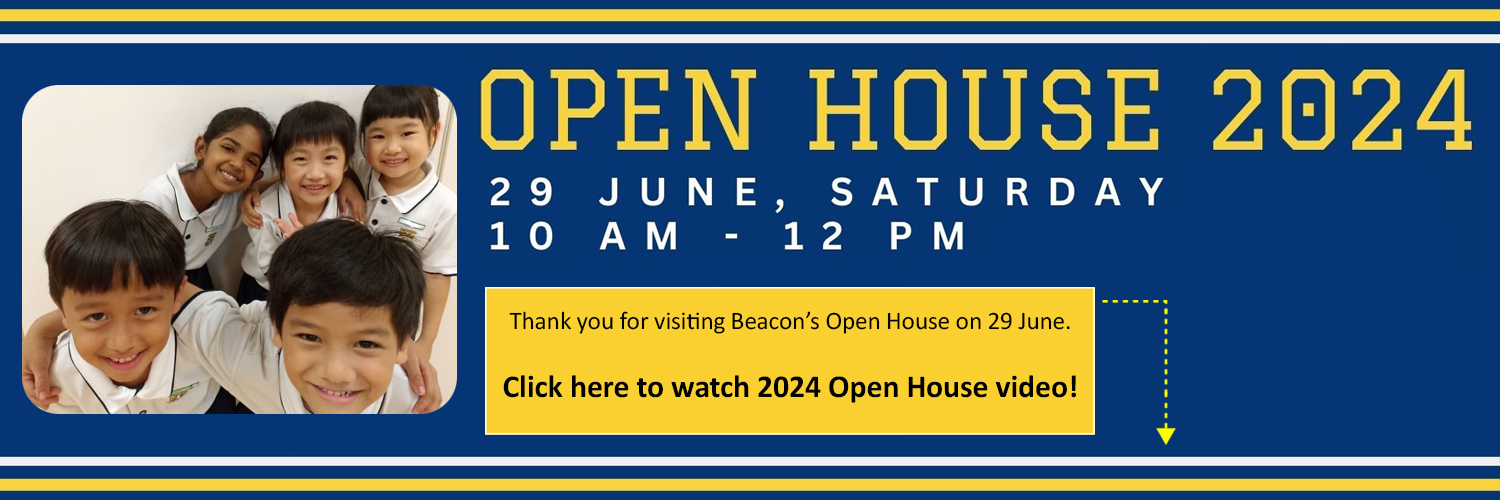 OPEN HOUSE 2024
29 JUNE, SATURDAY
10 AM - 12 PM
Thank you for visiting Beacon’s Open House on 29 June.
Click here to watch 2024 Open House video!